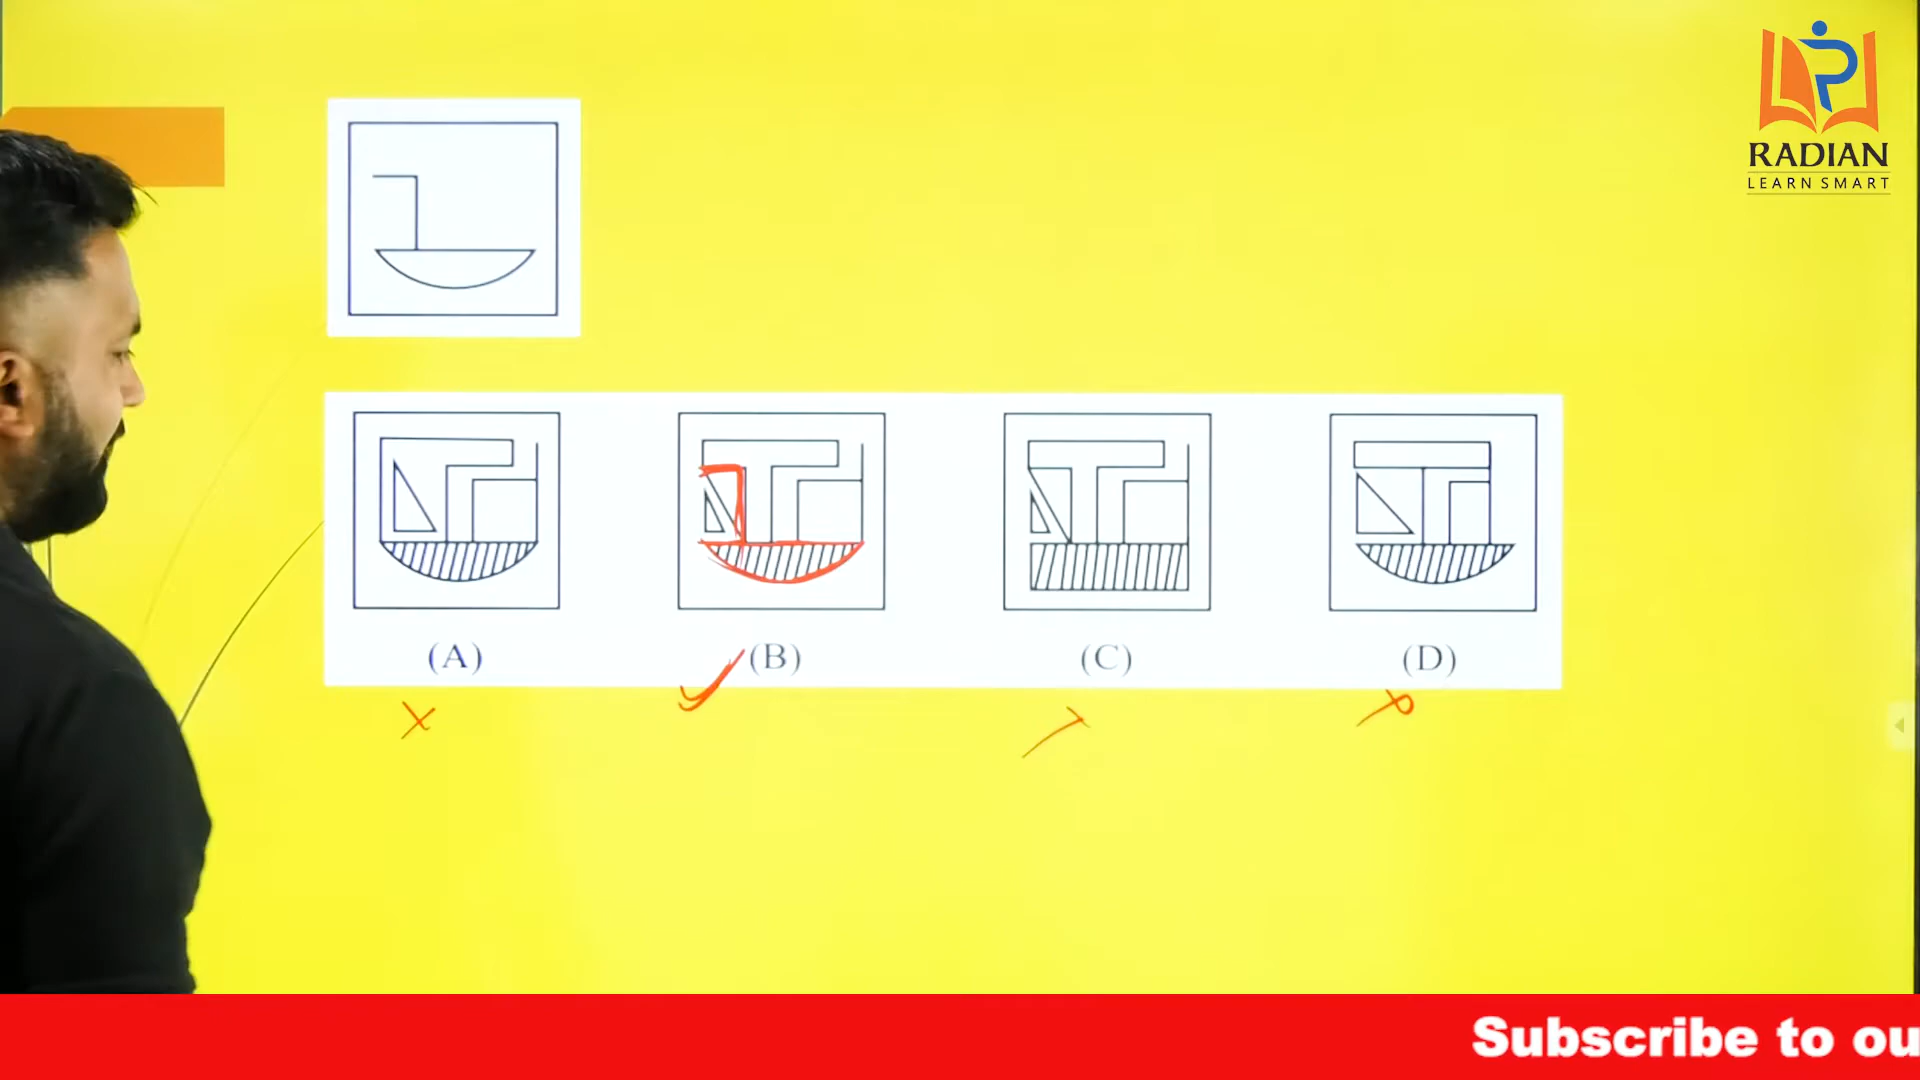 RADIAN
LEARN SMART
(A)
(B)
(C)
(D)
Subscribe to ou